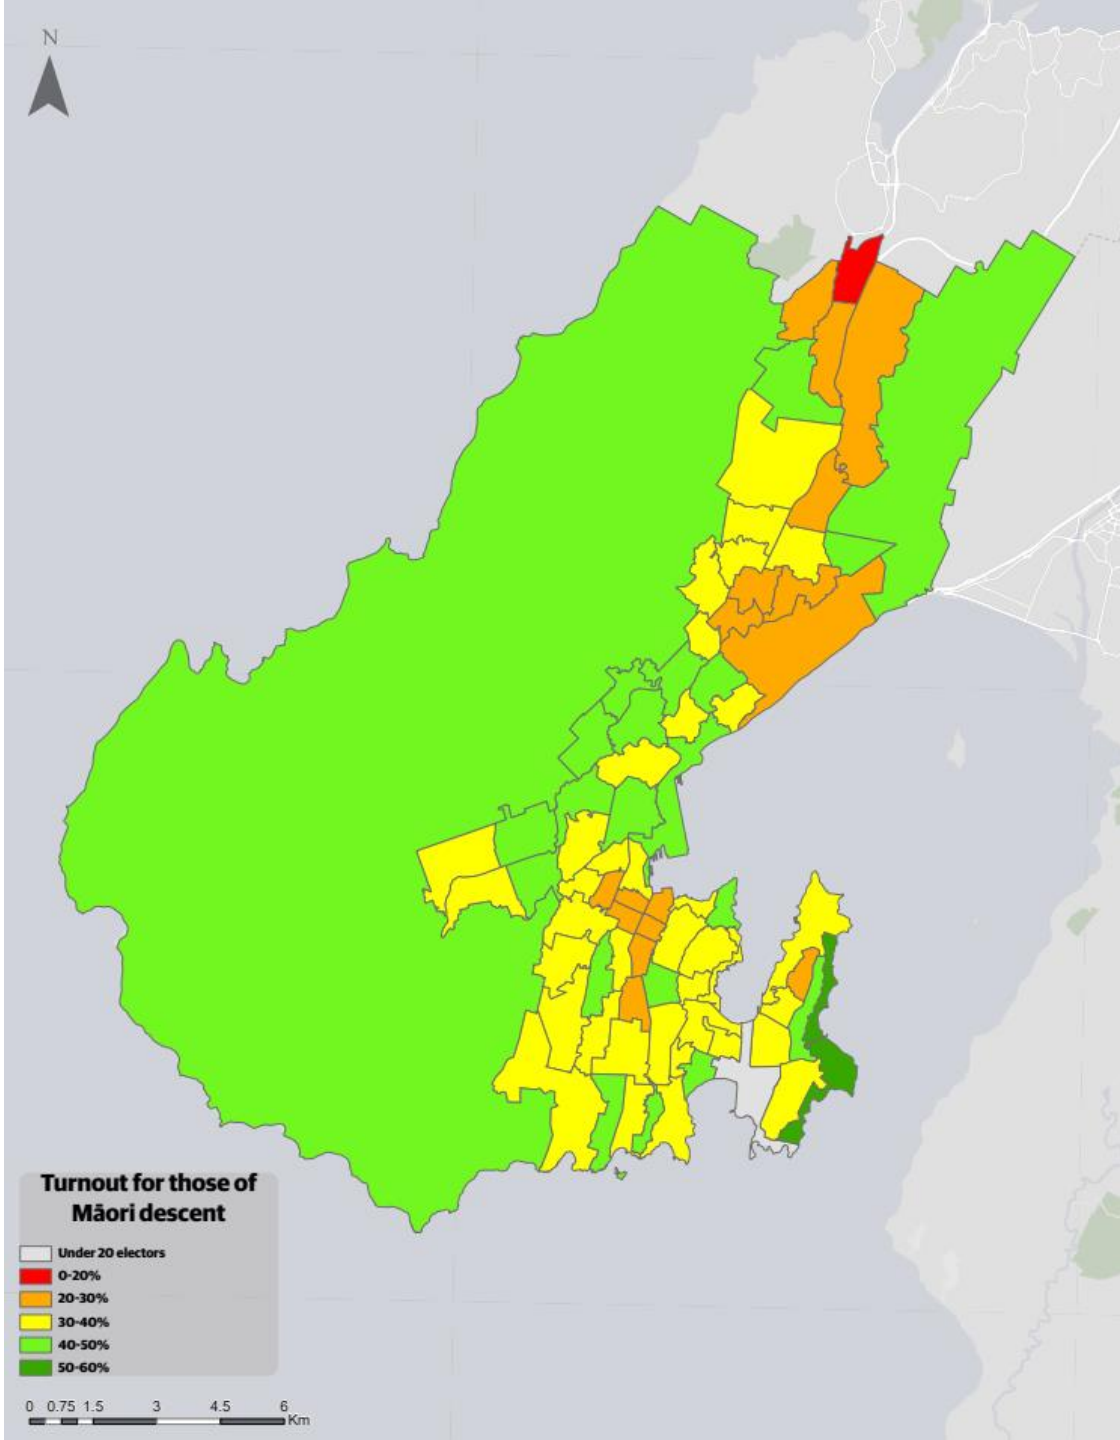 N
Turnout for those of
Māori descent
Under 20 electors
0-20%
20-30%
30-40%
40-50%
50-60%
0 0.75 1.5 3 4.5 6
Km